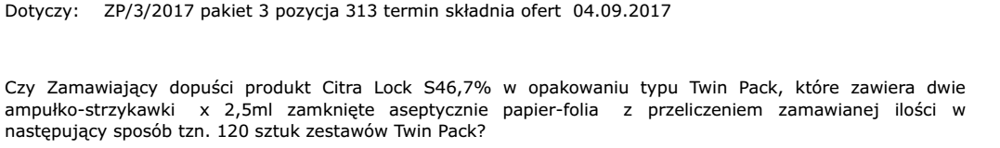 Dotyczy: ZP/3/2017 pakiet 3 pozycja 313 termin składnia ofert 04.09.2017
Czy Zamawiający dopuści produkt Citra Lock S46,7% w opakowaniu typu Twin Pack, które zawiera dwie
ampułko-strzykawki x 2,5ml zamknięte aseptycznie papier-folia z przeliczeniem zamawianej ilości w
następujący sposób tzn. 120 sztuk zestawów Twin Pack?